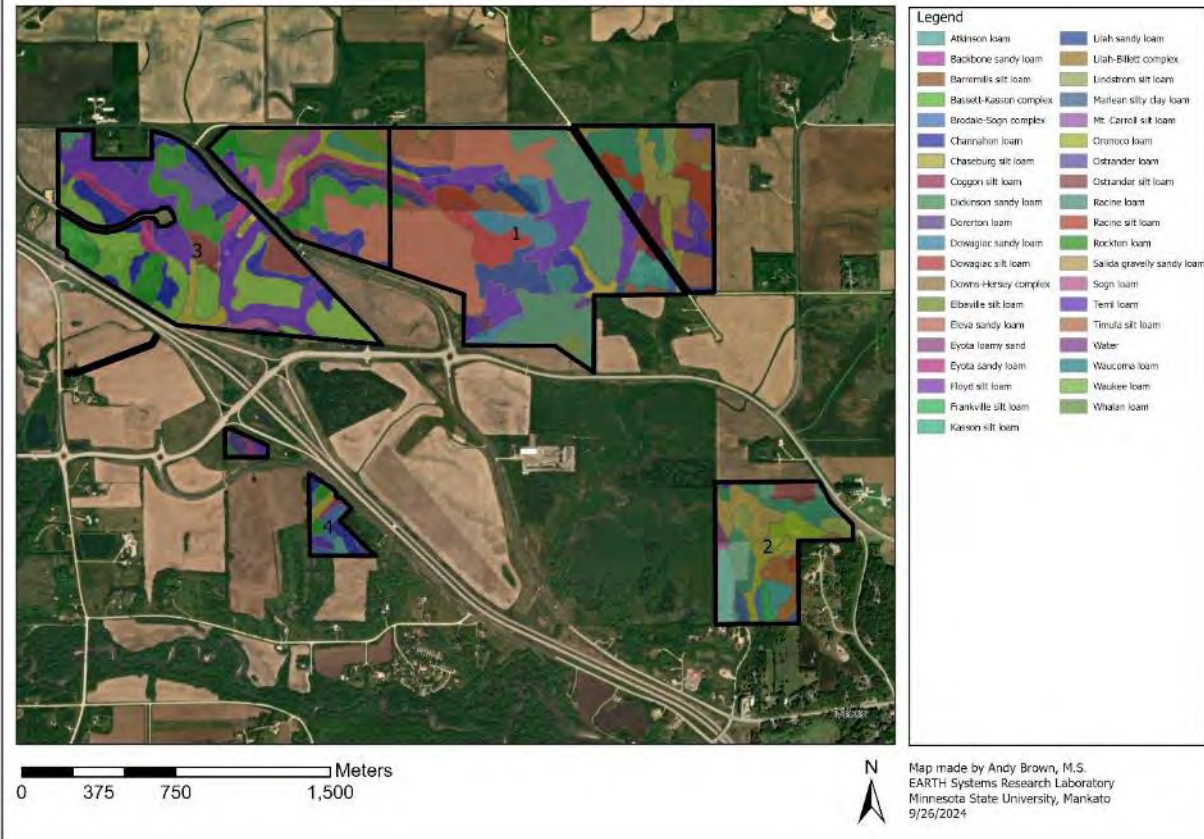 Legend
Atkinson loam
Backbone sandy loam
Barremills silt loam
Bassett-Kasson complex
Brodale-Sogn complex
Channahon loam
Chaseburg silt loam
Coggon silt loam
Dickinson sandy loam
Dorerton loam
Dowagiac sandy loam
Dowagiac silt loam
Downs-Hersey complex
Elbaville silt loam
Eleva sandy loam
Eyota loamy sand
Eyota sandy loam
Floyd silt loam
Frankville silt loam
Kasson silt loam
Lilah sandy loam
Lilah-Billett complex
Lindstrom silt loam
Marlean silty clay loam
Mt. Carroll silt loam
Oronoco loam
Ostrander loam
Ostrander silt loam
Racine loam
Racine silt loam
Rockton loam
Salida gravelly sandy loam
Sogn loam
Terril loam
Timula silt loam
Water
Waucoma loam
Waukee loam
Whalan loam
1
3
4
2
Meters
0 375 750 1,500
N
Map made by Andy Brown, M.S.
EARTH Systems Research Laboratory
Minnesota State University, Mankato
9/26/2024